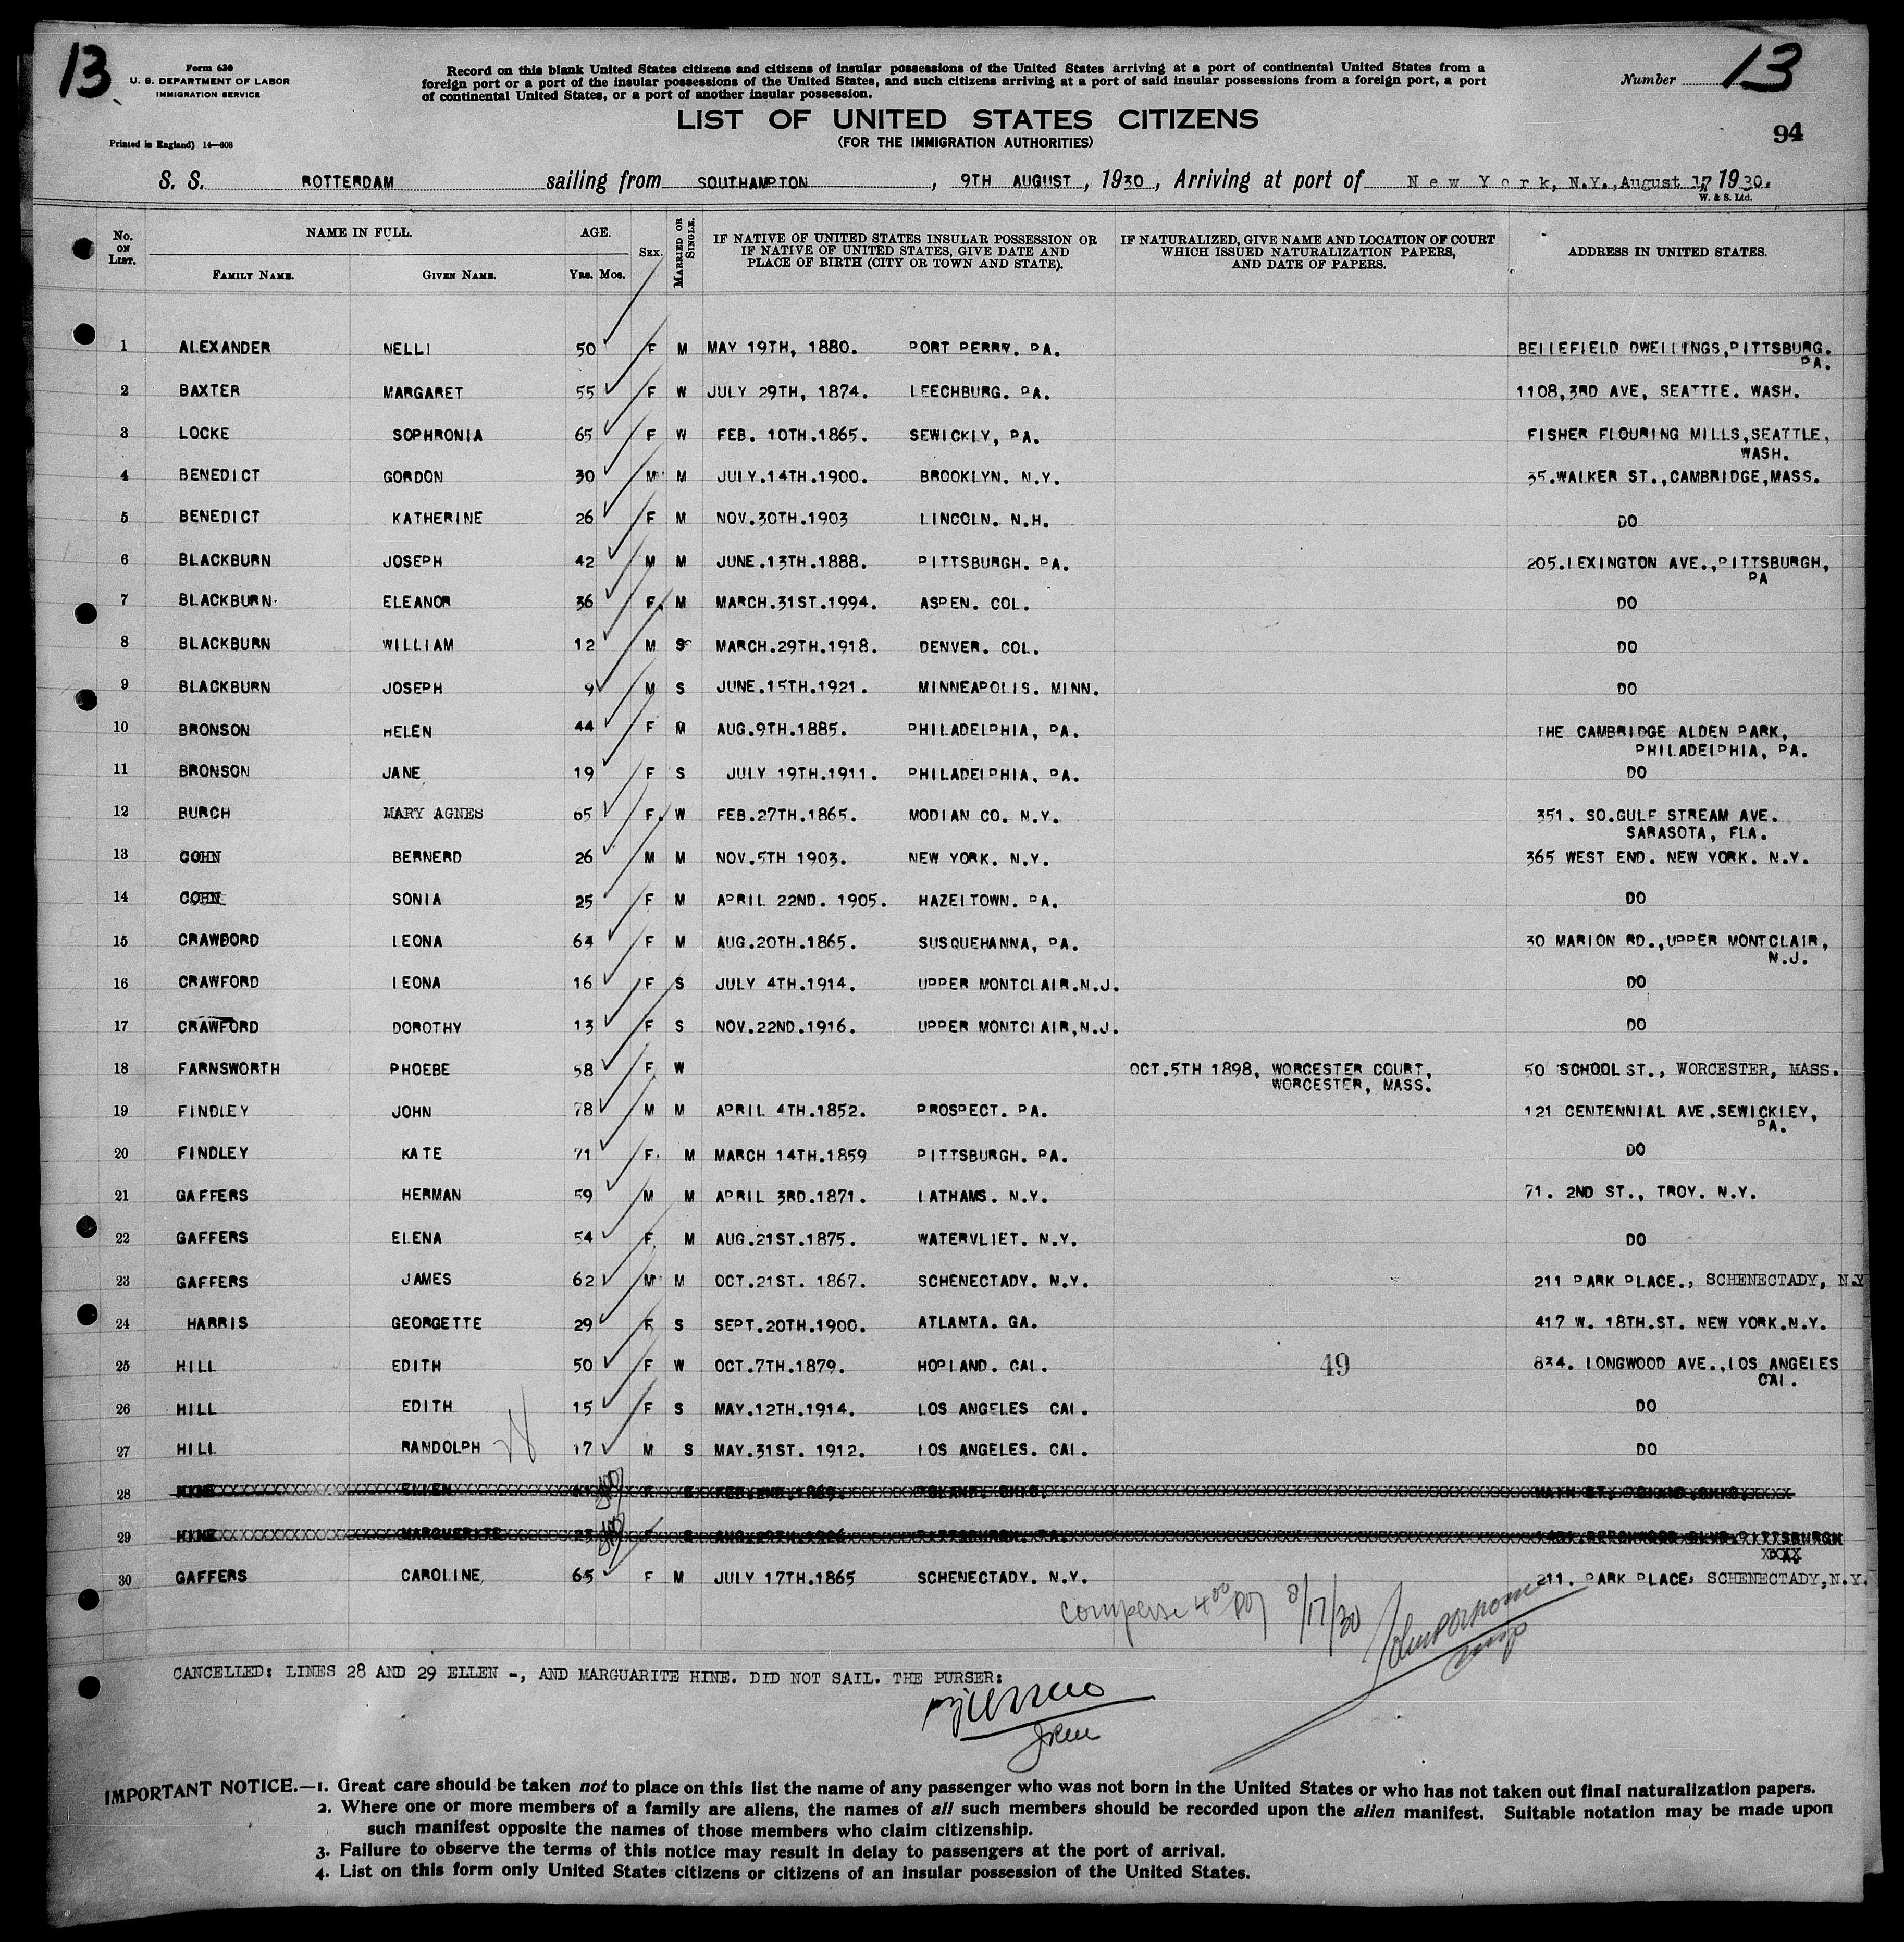 13
Form 630
U. S. DEPARTMENT OF LABOR
IMMIGRATION SERVICE
Record on this blank United States citizens and citizens of insular possessions of the United States arriving at a port of continental United States from a
foreign port or a port of the insular possessions of the United States, and such citizens arriving at a port of said insular possessions from a foreign port, a port
of continental United States, or a port of another insular possession.
Number 13
LIST OF UNITED STATES CITIZENS
(FOR THE IMMIGRATION AUTHORITIES)
94
Printed in England) 14—608
S. S. ROTTERDAM sailing from SOUTHAMPTON, 9TH AUGUST, 1930, Arriving at port of New York, N.Y., August 17 1930.
W. & S. Ltd.
No. ON LIST. NAME IN FULL. FAMILY NAME. GIVEN NAME. AGE. YRS. MOS. SEX. MARRIED OR SINGLE. IF NATIVE OF UNITED STATES INSULAR POSSESSION OR IF NATIVE OF UNITED STATES, GIVE DATE AND PLACE OF BIRTH (CITY OR TOWN AND STATE). IF NATURALIZED, GIVE NAME AND LOCATION OF COURT WHICH ISSUED NATURALIZATION PAPERS, AND DATE OF PAPERS. ADDRESS IN UNITED STATES.
1 ALEXANDER NELLI 50 F M MAY 19TH, 1880. PORT PERRY. PA. BELLEFIELD DWELLINGS, PITTSBURG.
PA.
2 BAXTER MARGARET 55 F W JULY 29TH, 1874. LEECHBURG. PA. 1108, 3RD AVE, SEATTLE. WASH.
3 LOCKE SOPHRONIA 65 F W FEB. 10TH.1865. SEWICKLY, PA. FISHER FLOURING MILLS, SEATTLE,
WASH.
4 BENEDICT GORDON 30 M M JULY.14TH.1900. BROOKLYN. N.Y. 35.WALKER ST., CAMBRIDGE, MASS.
5 BENEDICT KATHERINE 26 F M NOV.30TH.1903 LINCOLN. N.H. DO
6 BLACKBURN JOSEPH 42 M M JUNE.13TH.1888. PITTSBURGH. PA. 205.LEXINGTON AVE., PITTSBURGH,
PA
7 BLACKBURN ELEANOR 36 F M MARCH.31ST.1994. ASPEN. COL. DO
8 BLACKBURN WILLIAM 12 M S MARCH.29TH.1918. DENVER. COL. DO
9 BLACKBURN JOSEPH 9 M S JUNE.15TH.1921. MINNEAPOLIS. MINN. DO
10 BRONSON HELEN 44 F M AUG.9TH.1885. PHILADELPHIA, PA. THE CAMBRIDGE ALDEN PARK,
PHILADELPHIA, PA.
11 BRONSON JANE 19 F S JULY 19TH.1911. PHILADELPHIA, PA. DO
12 BURCH MARY AGNES 65 F W FEB.27TH.1865. MODIAN CO. N.Y. 351. SO.GULF STREAM AVE.
SARASOTA, FLA.
13 COHN BERNERD 26 M M NOV.5TH 1903. NEW YORK. N.Y. 365 WEST END. NEW YORK. N.Y.
14 COHN SONIA 25 F M APRIL 22ND. 1905. HAZELTOWN. PA. DO
15 CRAWFORD LEONA 64 F M AUG.20TH.1865. SUSQUEHANNA, PA. 30 MARION RD., UPPER MONTCLAIR,
N.J.
16 CRAWFORD LEONA 16 F S JULY 4TH.1914. UPPER MONTCLAIR.N.J. DO
17 CRAWFORD DOROTHY 13 F S NOV.22ND.1916. UPPER MONTCLAIR, N.J. DO
18 FARNSWORTH PHOEBE 58 F W OCT.5TH 1898, WORCESTER COURT, 50 SCHOOL ST., WORCESTER, MASS.
WORCESTER, MASS.
19 FINDLEY JOHN 78 M M APRIL 4TH.1852. PROSPECT. PA. 121 CENTENNIAL AVE.SEWICKLEY,
PA.
20 FINDLEY KATE 71 F M MARCH 14TH.1859 PITTSBURGH. PA. DO
21 GAFFERS HERMAN 59 M M APRIL 3RD.1871. LATHAMS. N.Y. 71. 2ND ST., TROY. N.Y.
22 GAFFERS ELENA 54 F M AUG.21ST.1875. WATERVLIET. N.Y. DO
23 GAFFERS JAMES 62 M M OCT.21ST. 1867. SCHENECTADY. N.Y. 211 PARK PLACE., SCHENECTADY, N.Y
24 HARRIS GEORGETTE 29 F S SEPT.20TH.1900. ATLANTA. GA. 417 W. 18TH.ST. NEW YORK.N.Y.
25 HILL EDITH 50 F W OCT.7TH.1879. HOPLAND. CAL. 49 834. LONGWOOD AVE., LOS ANGELES
CAL.
26 HILL EDITH 15 F S MAY.12TH.1914. LOS ANGELES CAL. DO
27 HILL RANDOLPH 17 M S MAY.31ST. 1912. LOS ANGELES. CAL. DO
28 ELLEN F S
29 MARGUERITE F S PITTSBURGH
30 GAFFERS CAROLINE 65 F M JULY 17TH.1865 SCHENECTADY. N.Y. 211. PARK PLACE, SCHENECTADY, N.Y.
8/17/30
CANCELLED: LINES 28 AND 29 ELLEN -, AND MARGUARITE HINE. DID NOT SAIL. THE PURSER:
IMPORTANT NOTICE.—1. Great care should be taken not to place on this list the name of any passenger who was not born in the United States or who has not taken out final naturalization papers.
2. Where one or more members of a family are aliens, the names of all such members should be recorded upon the alien manifest. Suitable notation may be made upon
such manifest opposite the names of those members who claim citizenship.
3. Failure to observe the terms of this notice may result in delay to passengers at the port of arrival.
4. List on this form only United States citizens or citizens of an insular possession of the United States.